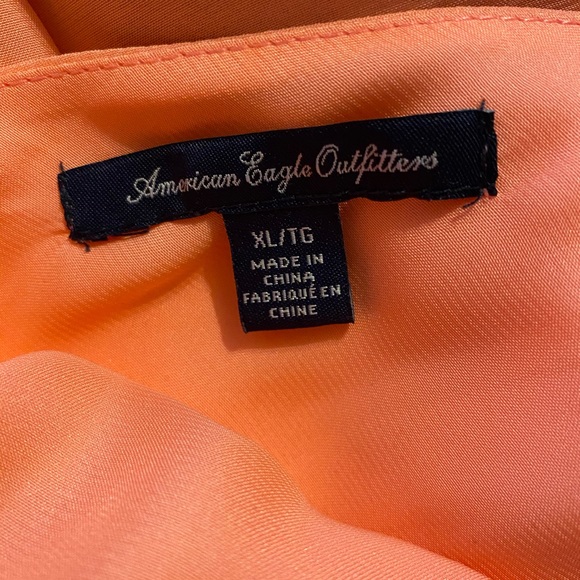 American Eagle Outfitters
XL/TG
MADE IN
CHINA
FABRIQUÉ EN
CHINE